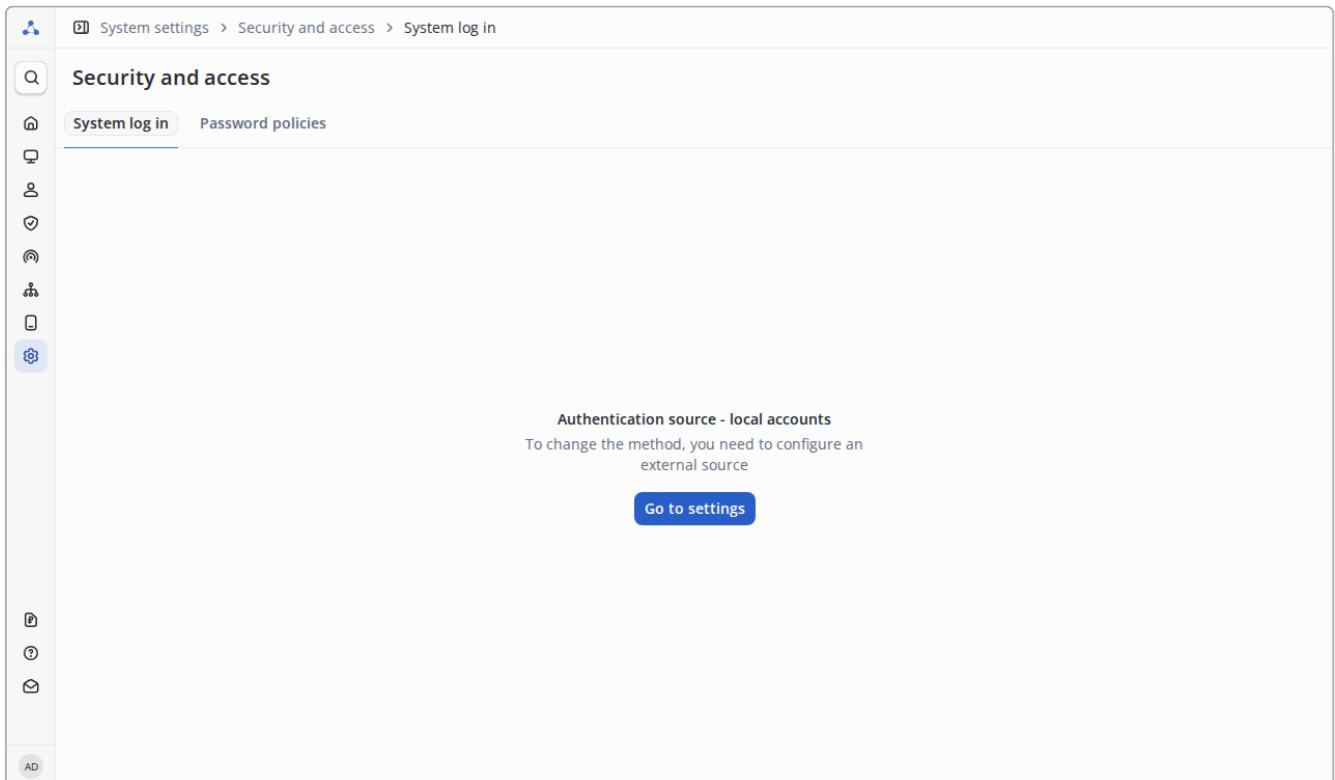 System settings > Security and access > System log in
Security and access
System log in Password policies
Authentication source - local accounts
To change the method, you need to configure an
external source
Go to settings
AD